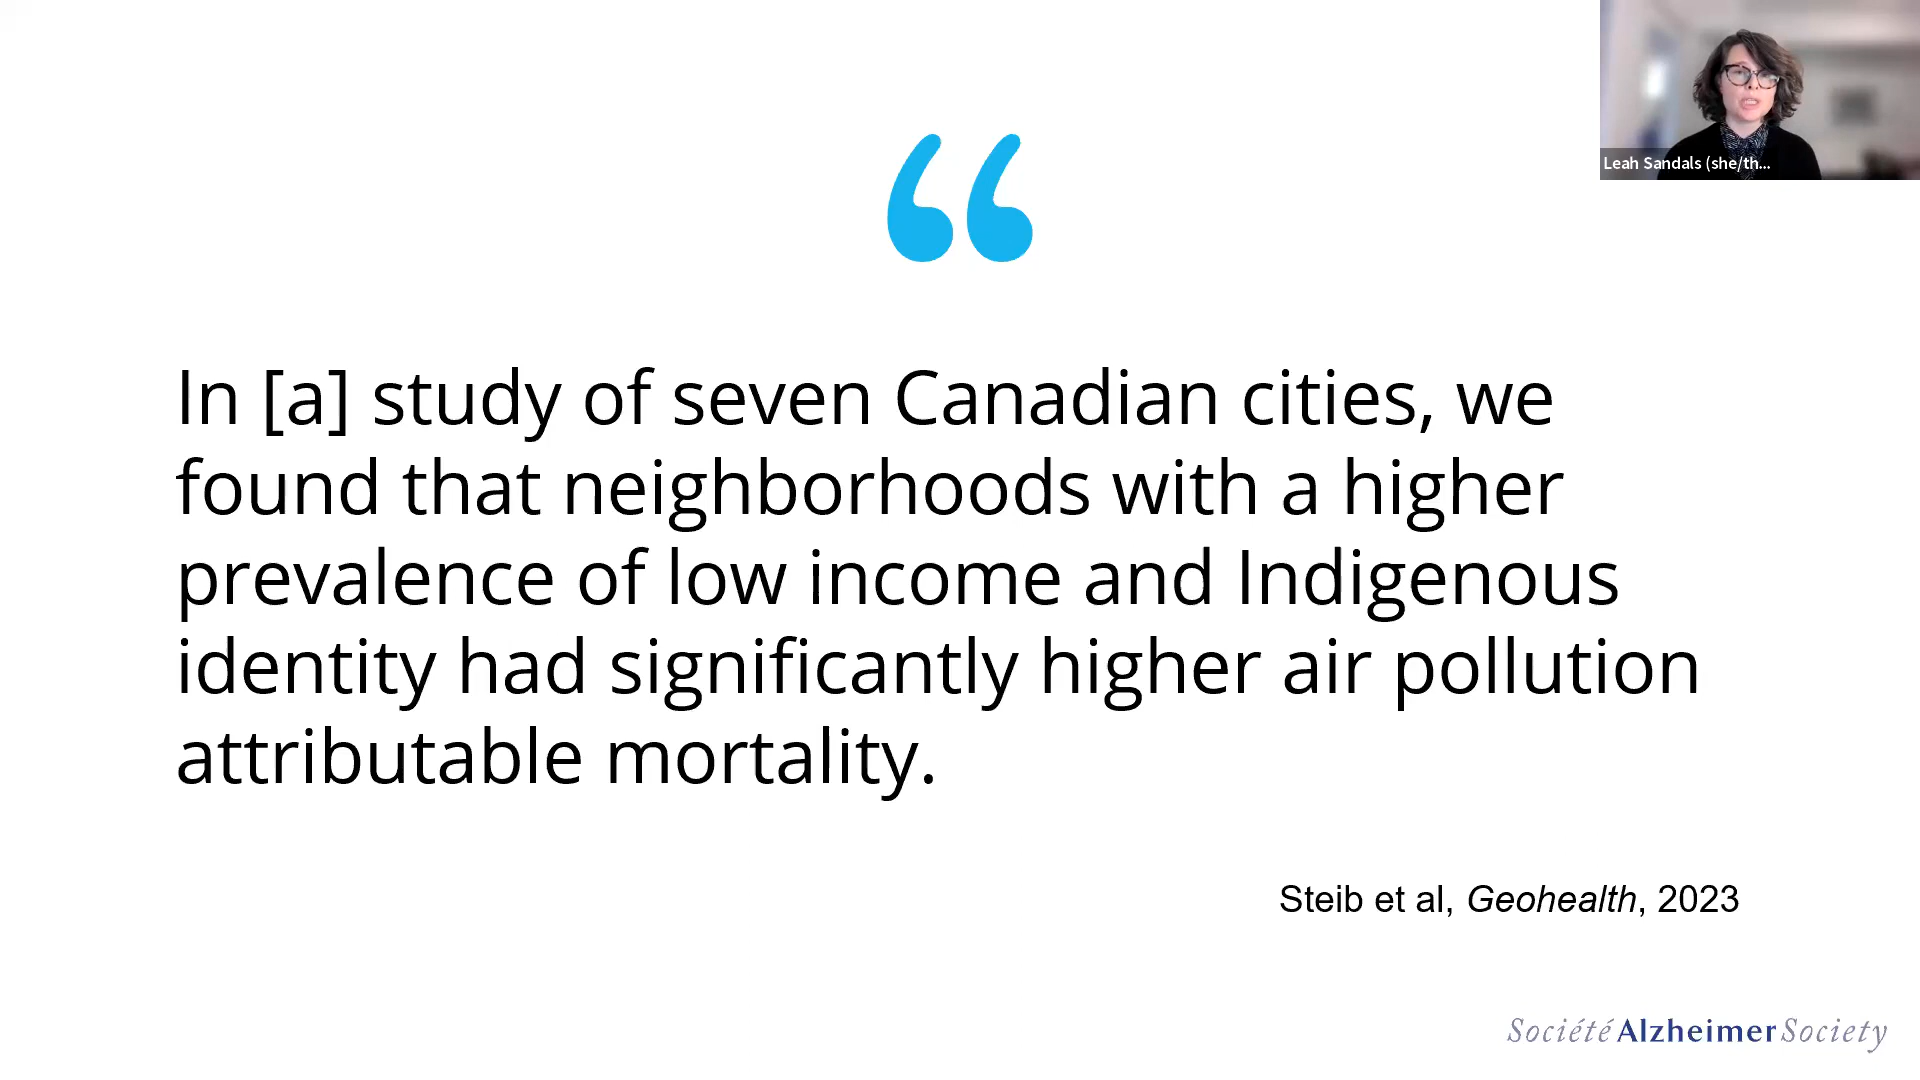 Leah Sandals (she/th...
“
In [a] study of seven Canadian cities, we
found that neighborhoods with a higher
prevalence of low income and Indigenous
identity had significantly higher air pollution
attributable mortality.
Steib et al, Geohealth, 2023
Société Alzheimer Society